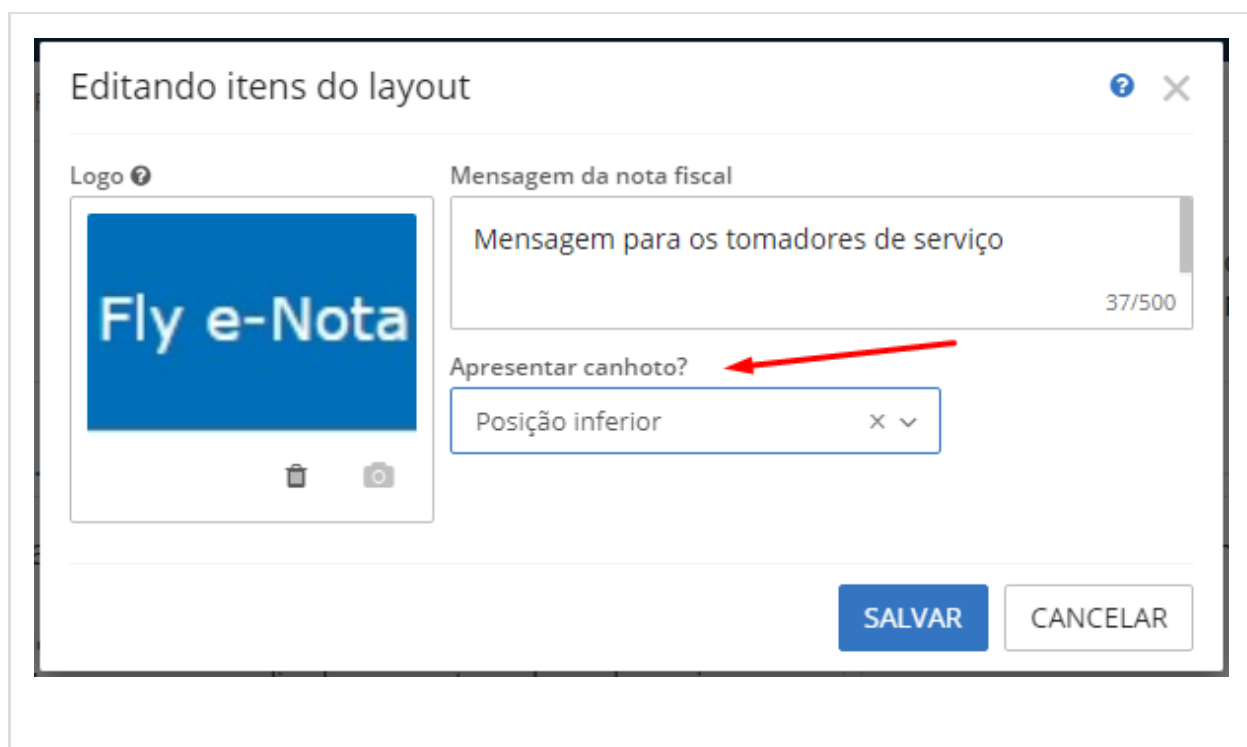 Editando itens do layout
Logo
Mensagem da nota fiscal
Fly e-Nota
Mensagem para os tomadores de serviço
37/500
Apresentar canhoto?
Posição inferior
SALVAR
CANCELAR